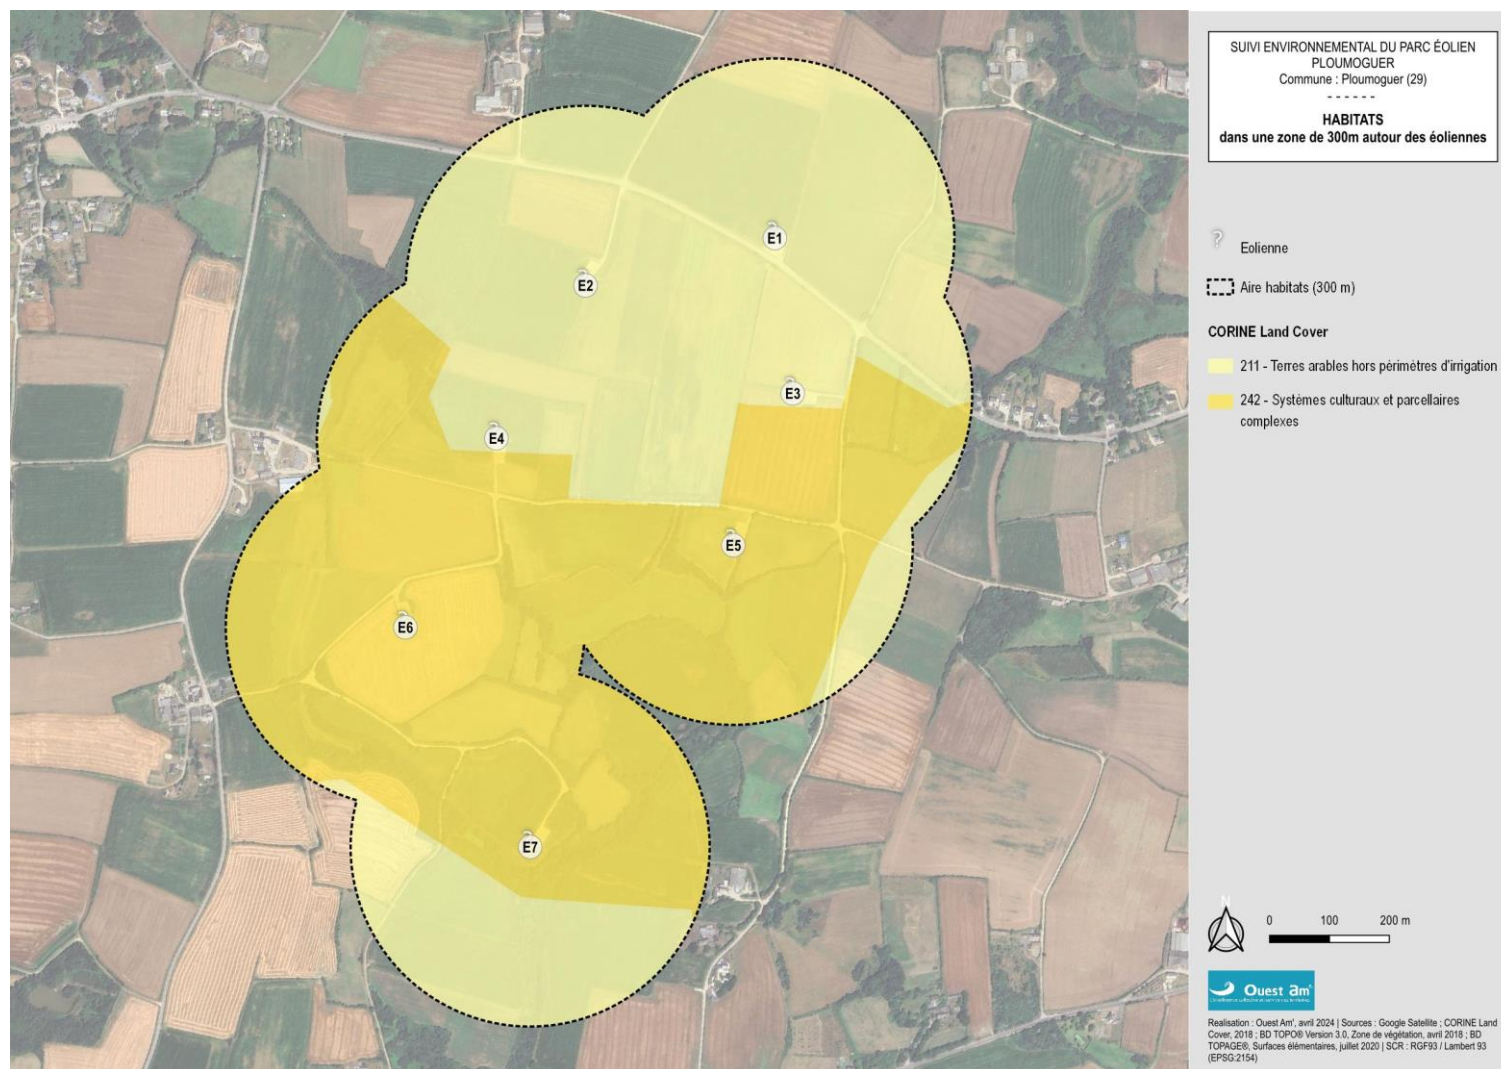 SUIVI ENVIRONNEMENTAL DU PARC ÉOLIEN
PLOUMOGUER
Commune : Ploumoguer (29)
- - - - - -
HABITATS
dans une zone de 300m autour des éoliennes
?
Eolienne
Aire habitats (300 m)
CORINE Land Cover
211 - Terres arables hors périmètres d'irrigation
242 - Systèmes culturaux et parcellaires
complexes
E1
E2
E3
E4
E5
E6
E7
N
0 100 200 m
Ouest am'
Realisation : Ouest Am', avril 2024 | Sources : Google Satellite ; CORINE Land
Cover, 2018 ; BD TOPO® Version 3.0, Zone de végétation, avril 2018 ; BD
TOPAGE®, Surfaces élémentaires, juillet 2020 | SCR : RGF93 / Lambert 93
(EPSG:2154)